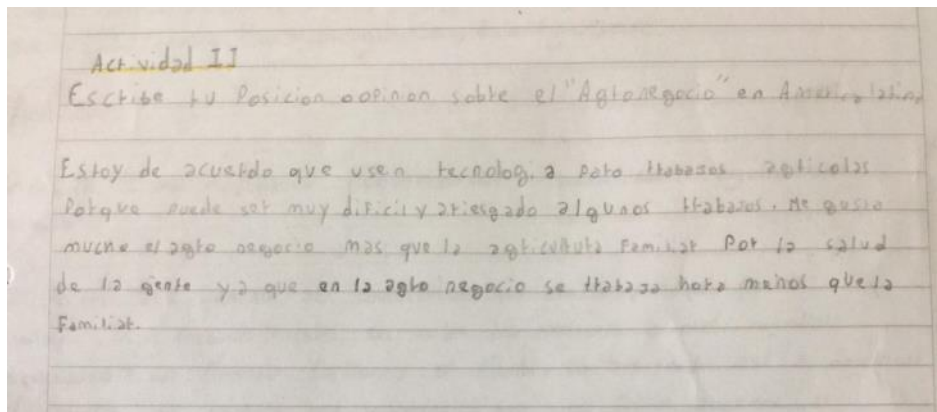 Actividad II
Escribe tu Posicion o opinion sobre el "Agronegocio" en America latina
Estoy de acuerdo que usen tecnologia para trabajos agricolas
Porque puede ser muy dificil y arriesgado algunos trabajos. Me gusta
mucho el agro negocio mas que la agricultura Familiar Por la salud
de la gente ya que en la agro negocio se trabaja hora menos que la
Familiar.